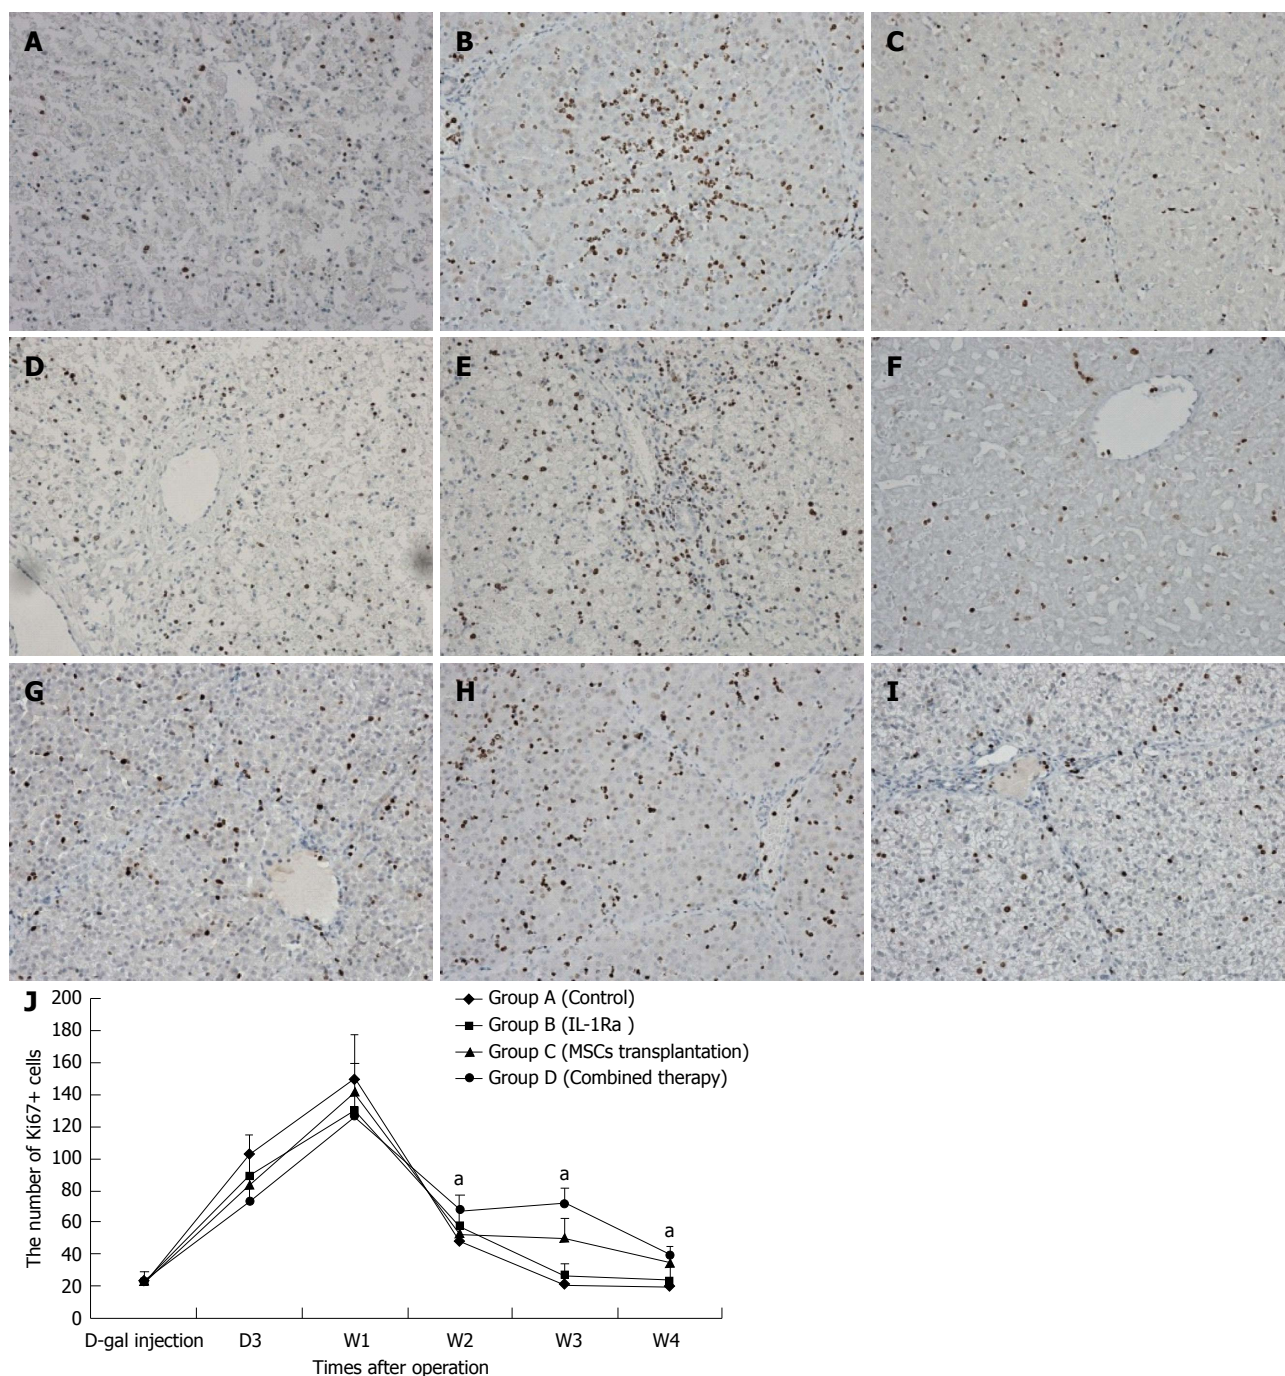 A
B
C
D
E
F
G
H
I
J
200
180
160
140
120
100
80
60
40
20
0
The number of Ki67+ cells
Group A (Control)
Group B (IL-1Ra )
Group C (MSCs transplantation)
Group D (Combined therapy)
a
a
a
D-gal injection D3 W1 W2 W3 W4
Times after operation